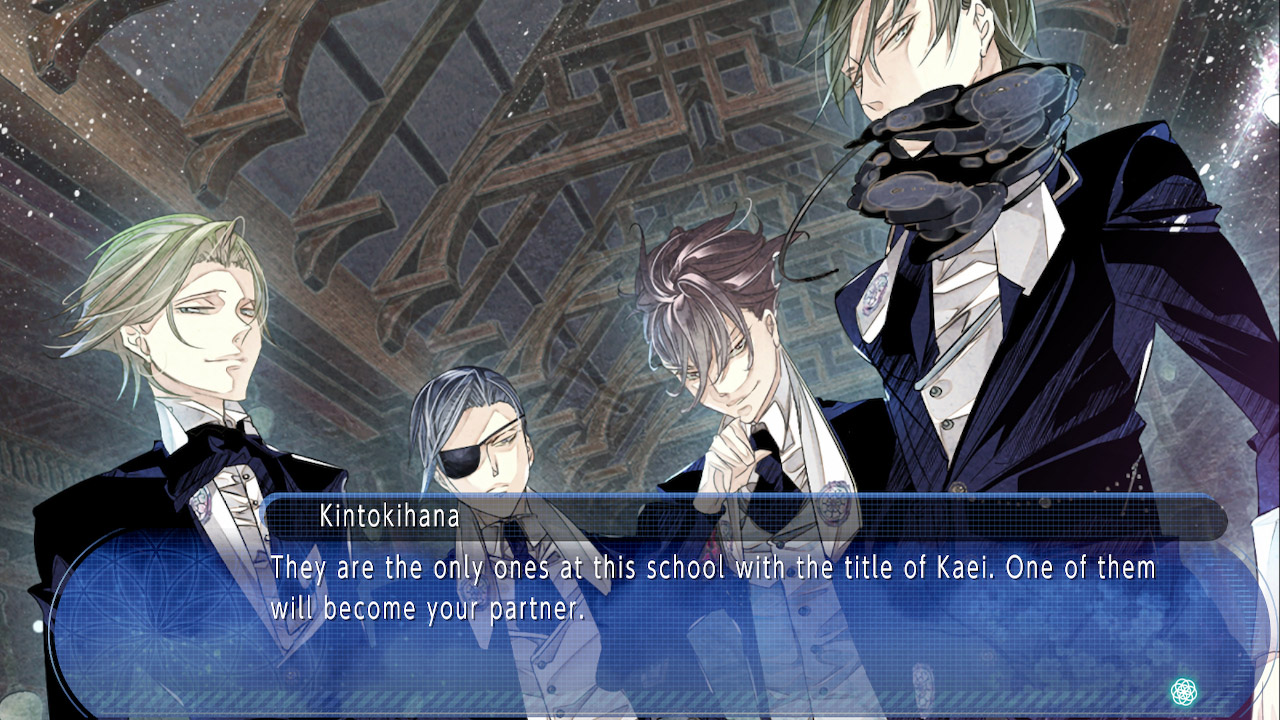 Kintokihana
They are the only ones at this school with the title of Kaei. One of them
will become your partner.